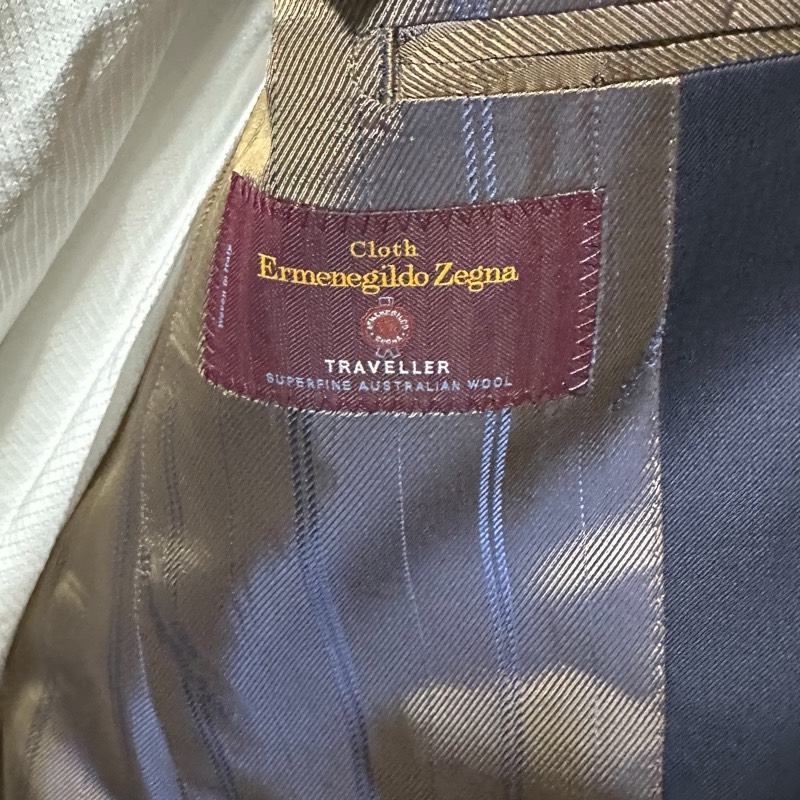 Cloth
Ermenegildo Zegna
TRAVELLER
SUPERFINE AUSTRALIAN WOOL